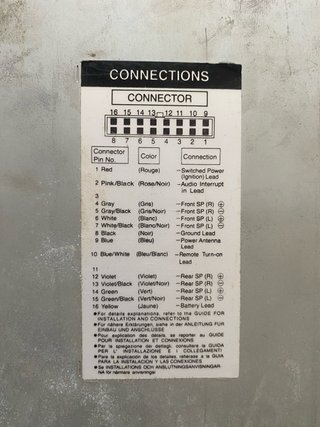 CONNECTIONS
CONNECTOR
16 15 14 13 12 11 10 9
8 7 6 5 4 3 2 1
Connector Pin No. Color Connection
1 Red (Rouge) –Switched Power (Ignition) Lead
2 Pink/Black (Rose/Noir) –Audio Interrupt in Lead
3
4 Gray (Gris) –Front SP (R) ⊕
5 Gray/Black (Gris/Noir) –Front SP (R) ⊖
6 White (Blanc) –Front SP (L) ⊕
7 White/Black (Blanc/Noir) –Front SP (L) ⊖
8 Black (Noir) –Ground Lead
9 Blue (Bleu) –Power Antenna Lead
10 Blue/White (Bleu/Blanc) –Remote Turn-on Lead
11
12 Violet (Violet) –Rear SP (R) ⊕
13 Violet/Black (Violet/Noir) –Rear SP (R) ⊖
14 Green (Vert) –Rear SP (L) ⊕
15 Green/Black (Vert/Noir) –Rear SP (L) ⊖
16 Yellow (Jaune) –Battery Lead
●For details explanations, refer to the GUIDE FOR
INSTALLATION AND CONNECTIONS
●Für nähere Erklärungen, siehe in der ANLEITUNG FÜR
EINBAU UND ANSCHLÜSSE
●Pour explication des détails, se reporter au GUIDE
POUR INSTALLATION ET CONNEXIONS
●Per la spiegazione dei dettagli, consultare la GUIDA
PER L' INSTALLAZIONE E I COLLEGAMENTI
●Para la explicación de los detalles, refiérase a la GUIA
PARA LA INSTALACION Y LAS CONEXIONES
●Se INSTALLATIONS OCH ANSLUTNINGSANVISNINGAR
NA för närmare anvisningar